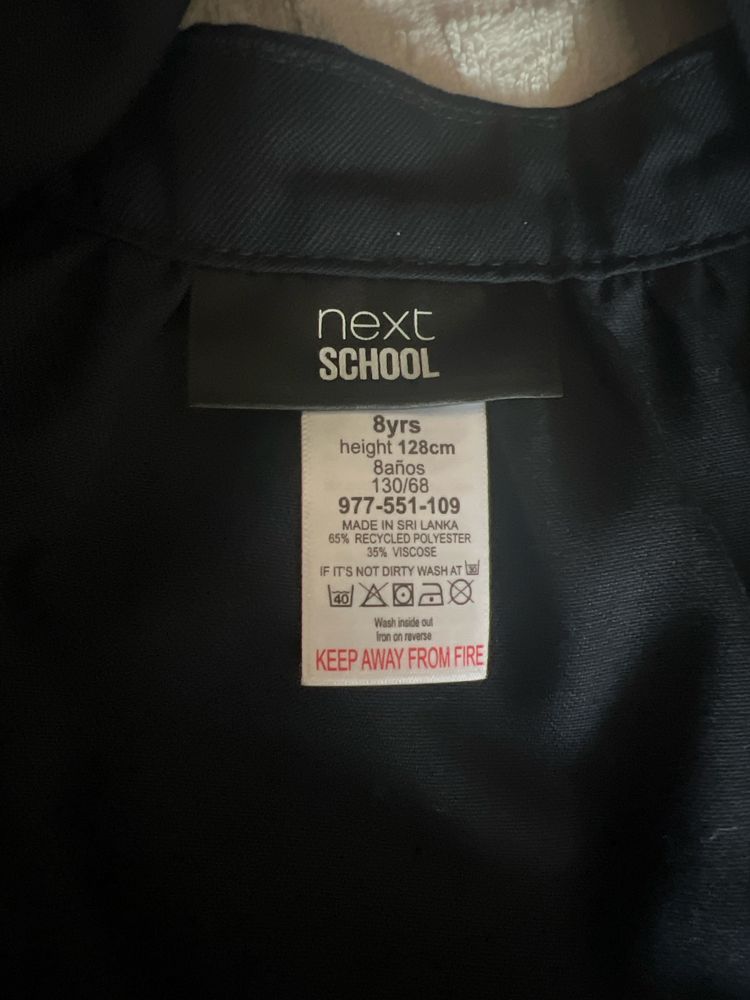 next
SCHOOL
8yrs
height 128cm
8años
130/68
977-551-109
MADE IN SRI LANKA
65% RECYCLED POLYESTER
35% VISCOSE
IF IT'S NOT DIRTY WASH AT 30
40
Wash inside out
Iron on reverse
KEEP AWAY FROM FIRE